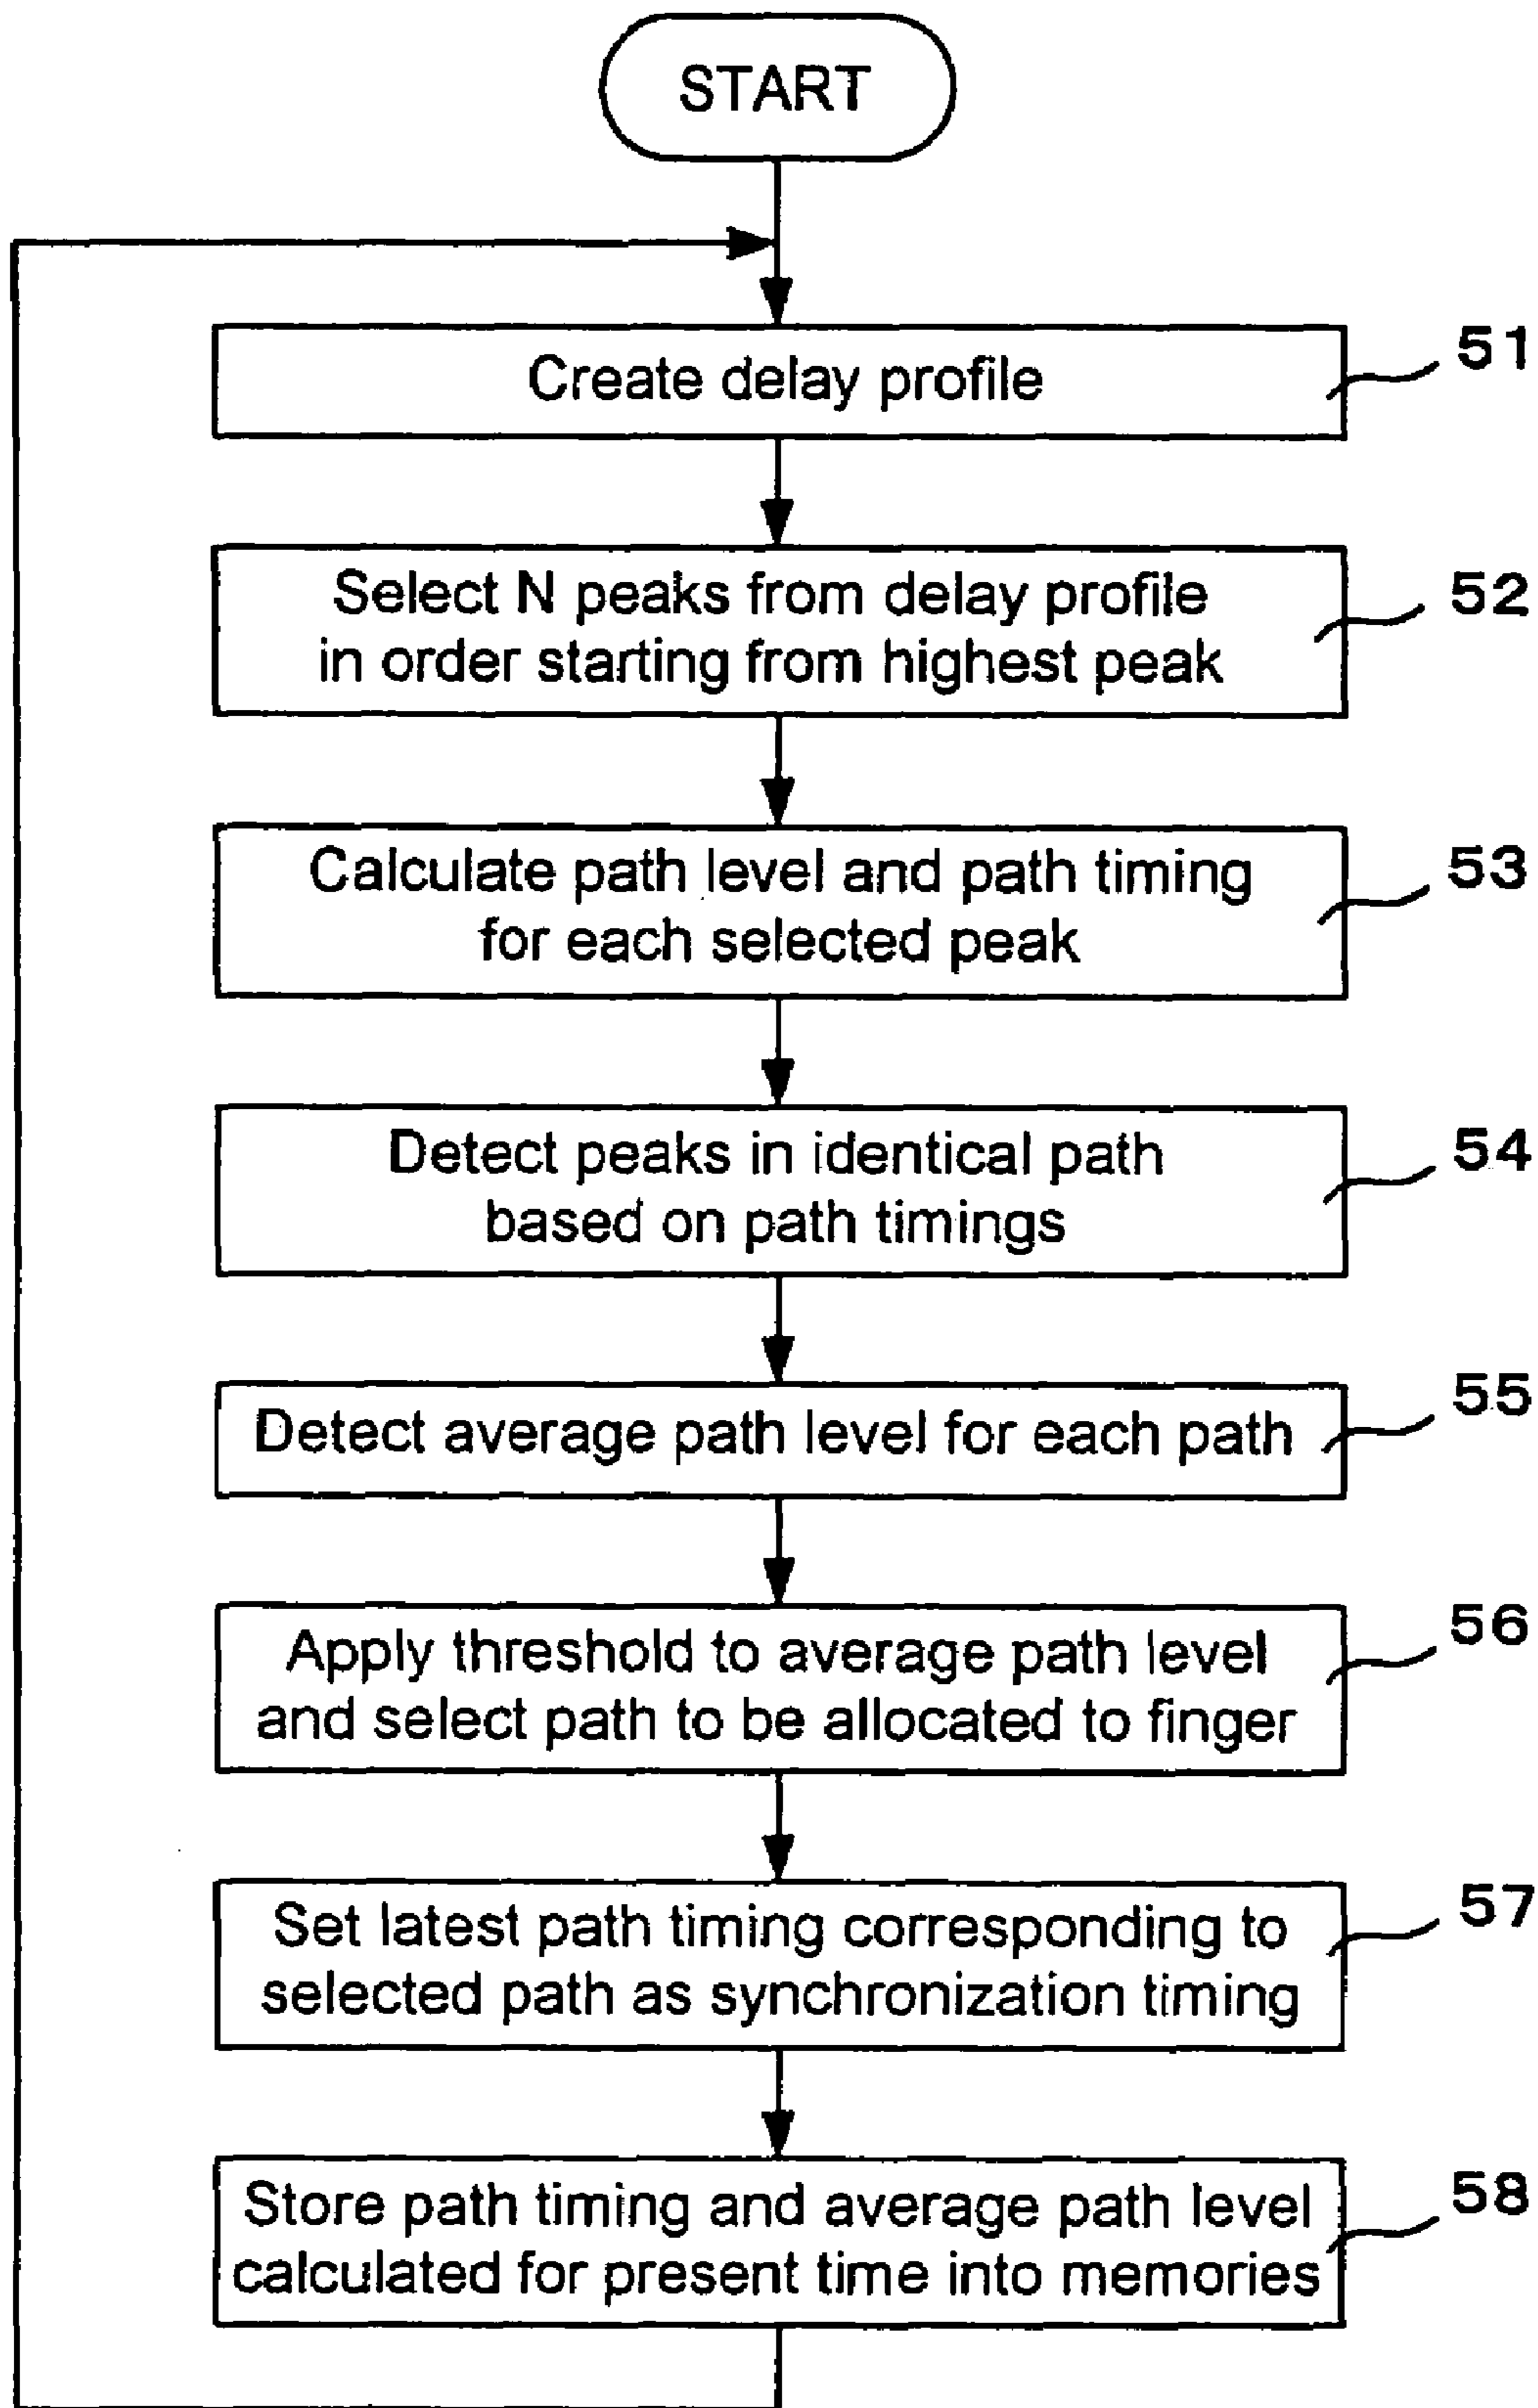 START
Create delay profile
51
Select N peaks from delay profile
in order starting from highest peak
52
Calculate path level and path timing
for each selected peak
53
Detect peaks in identical path
based on path timings
54
Detect average path level for each path
55
Apply threshold to average path level
and select path to be allocated to finger
56
Set latest path timing corresponding to
selected path as synchronization timing
57
Store path timing and average path level
calculated for present time into memories
58